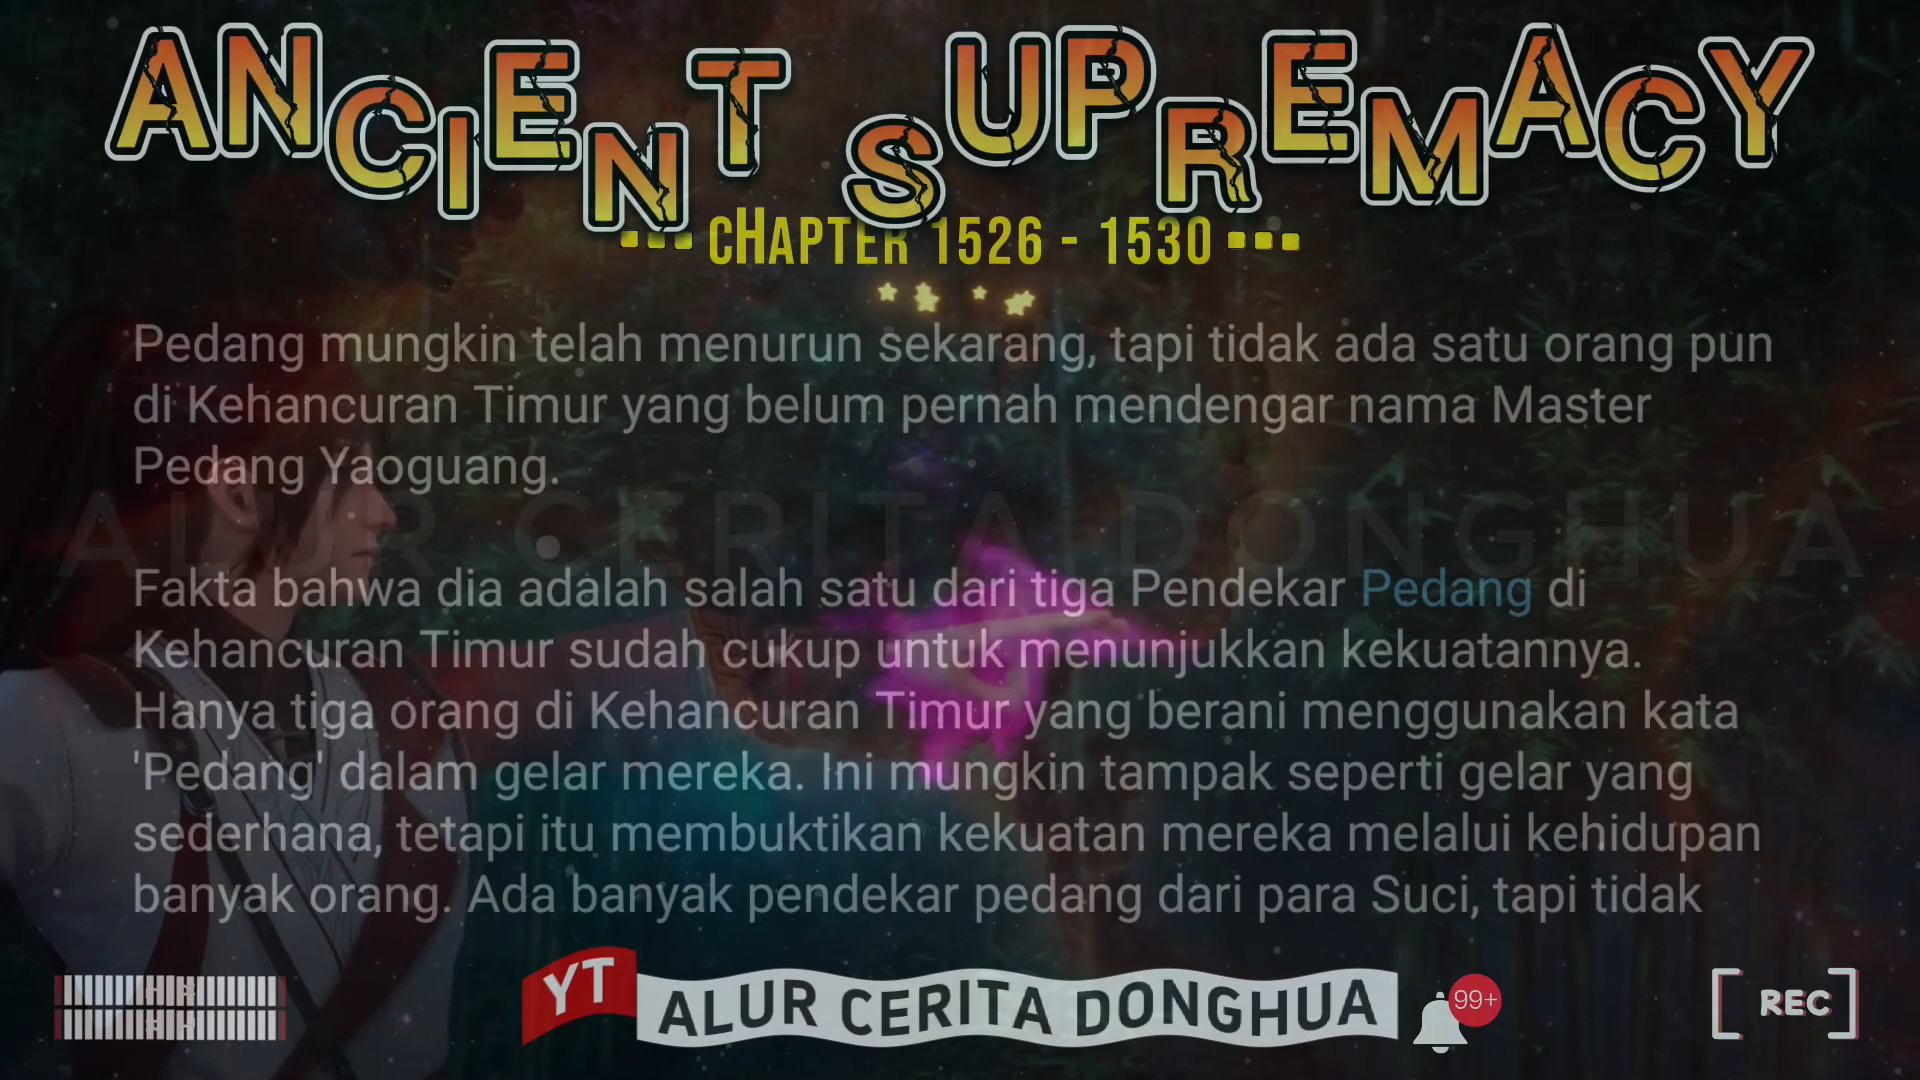 ANCIENT SUPREMACY
CHAPTER 1526 - 1530
Pedang mungkin telah menurun sekarang, tapi tidak ada satu orang pun
di Kehancuran Timur yang belum pernah mendengar nama Master
Pedang Yaoguang.
ALUR CERITA DONGHUA
Fakta bahwa dia adalah salah satu dari tiga Pendekar Pedang di
Kehancuran Timur sudah cukup untuk menunjukkan kekuatannya.
Hanya tiga orang di Kehancuran Timur yang berani menggunakan kata
'Pedang' dalam gelar mereka. Ini mungkin tampak seperti gelar yang
sederhana, tetapi itu membuktikan kekuatan mereka melalui kehidupan
banyak orang. Ada banyak pendekar pedang dari para Suci, tapi tidak
YT ALUR CERITA DONGHUA
99+
[ REC ]